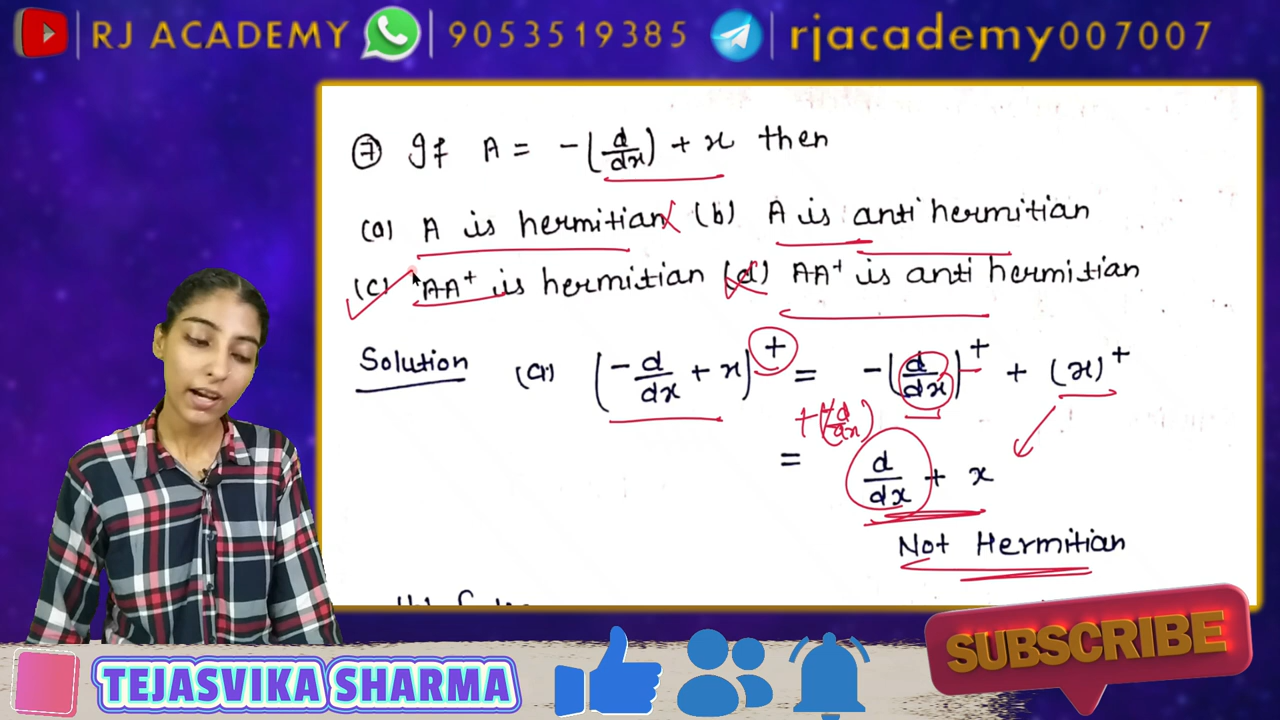 RJ ACADEMY | 9053519385 rjacademy007007
⑦ If A = -(d/dx) + x then
(a) A is hermitian (b) A is anti hermitian
(c) AA⁺ is hermitian (d) AA⁺ is anti hermitian
Solution (a) (-d/dx + x)⁺ = -(d/dx)⁺ + (x)⁺
= d/dx + x
Not Hermitian
SUBSCRIBE
TEJASVIKA SHARMA